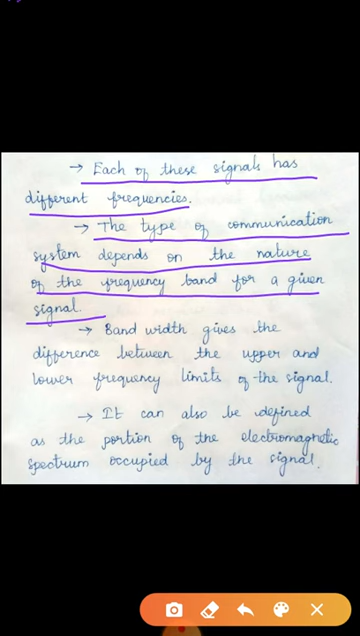 → Each of these signals has
different frequencies.
→ The type of communication
system depends on the nature
of the frequency band for a given
signal.
→ Band width gives the
difference between the upper and
lower frequency limits of the signal.
→ It can also be defined
as the portion of the electromagnetic
spectrum occupied by the signal.